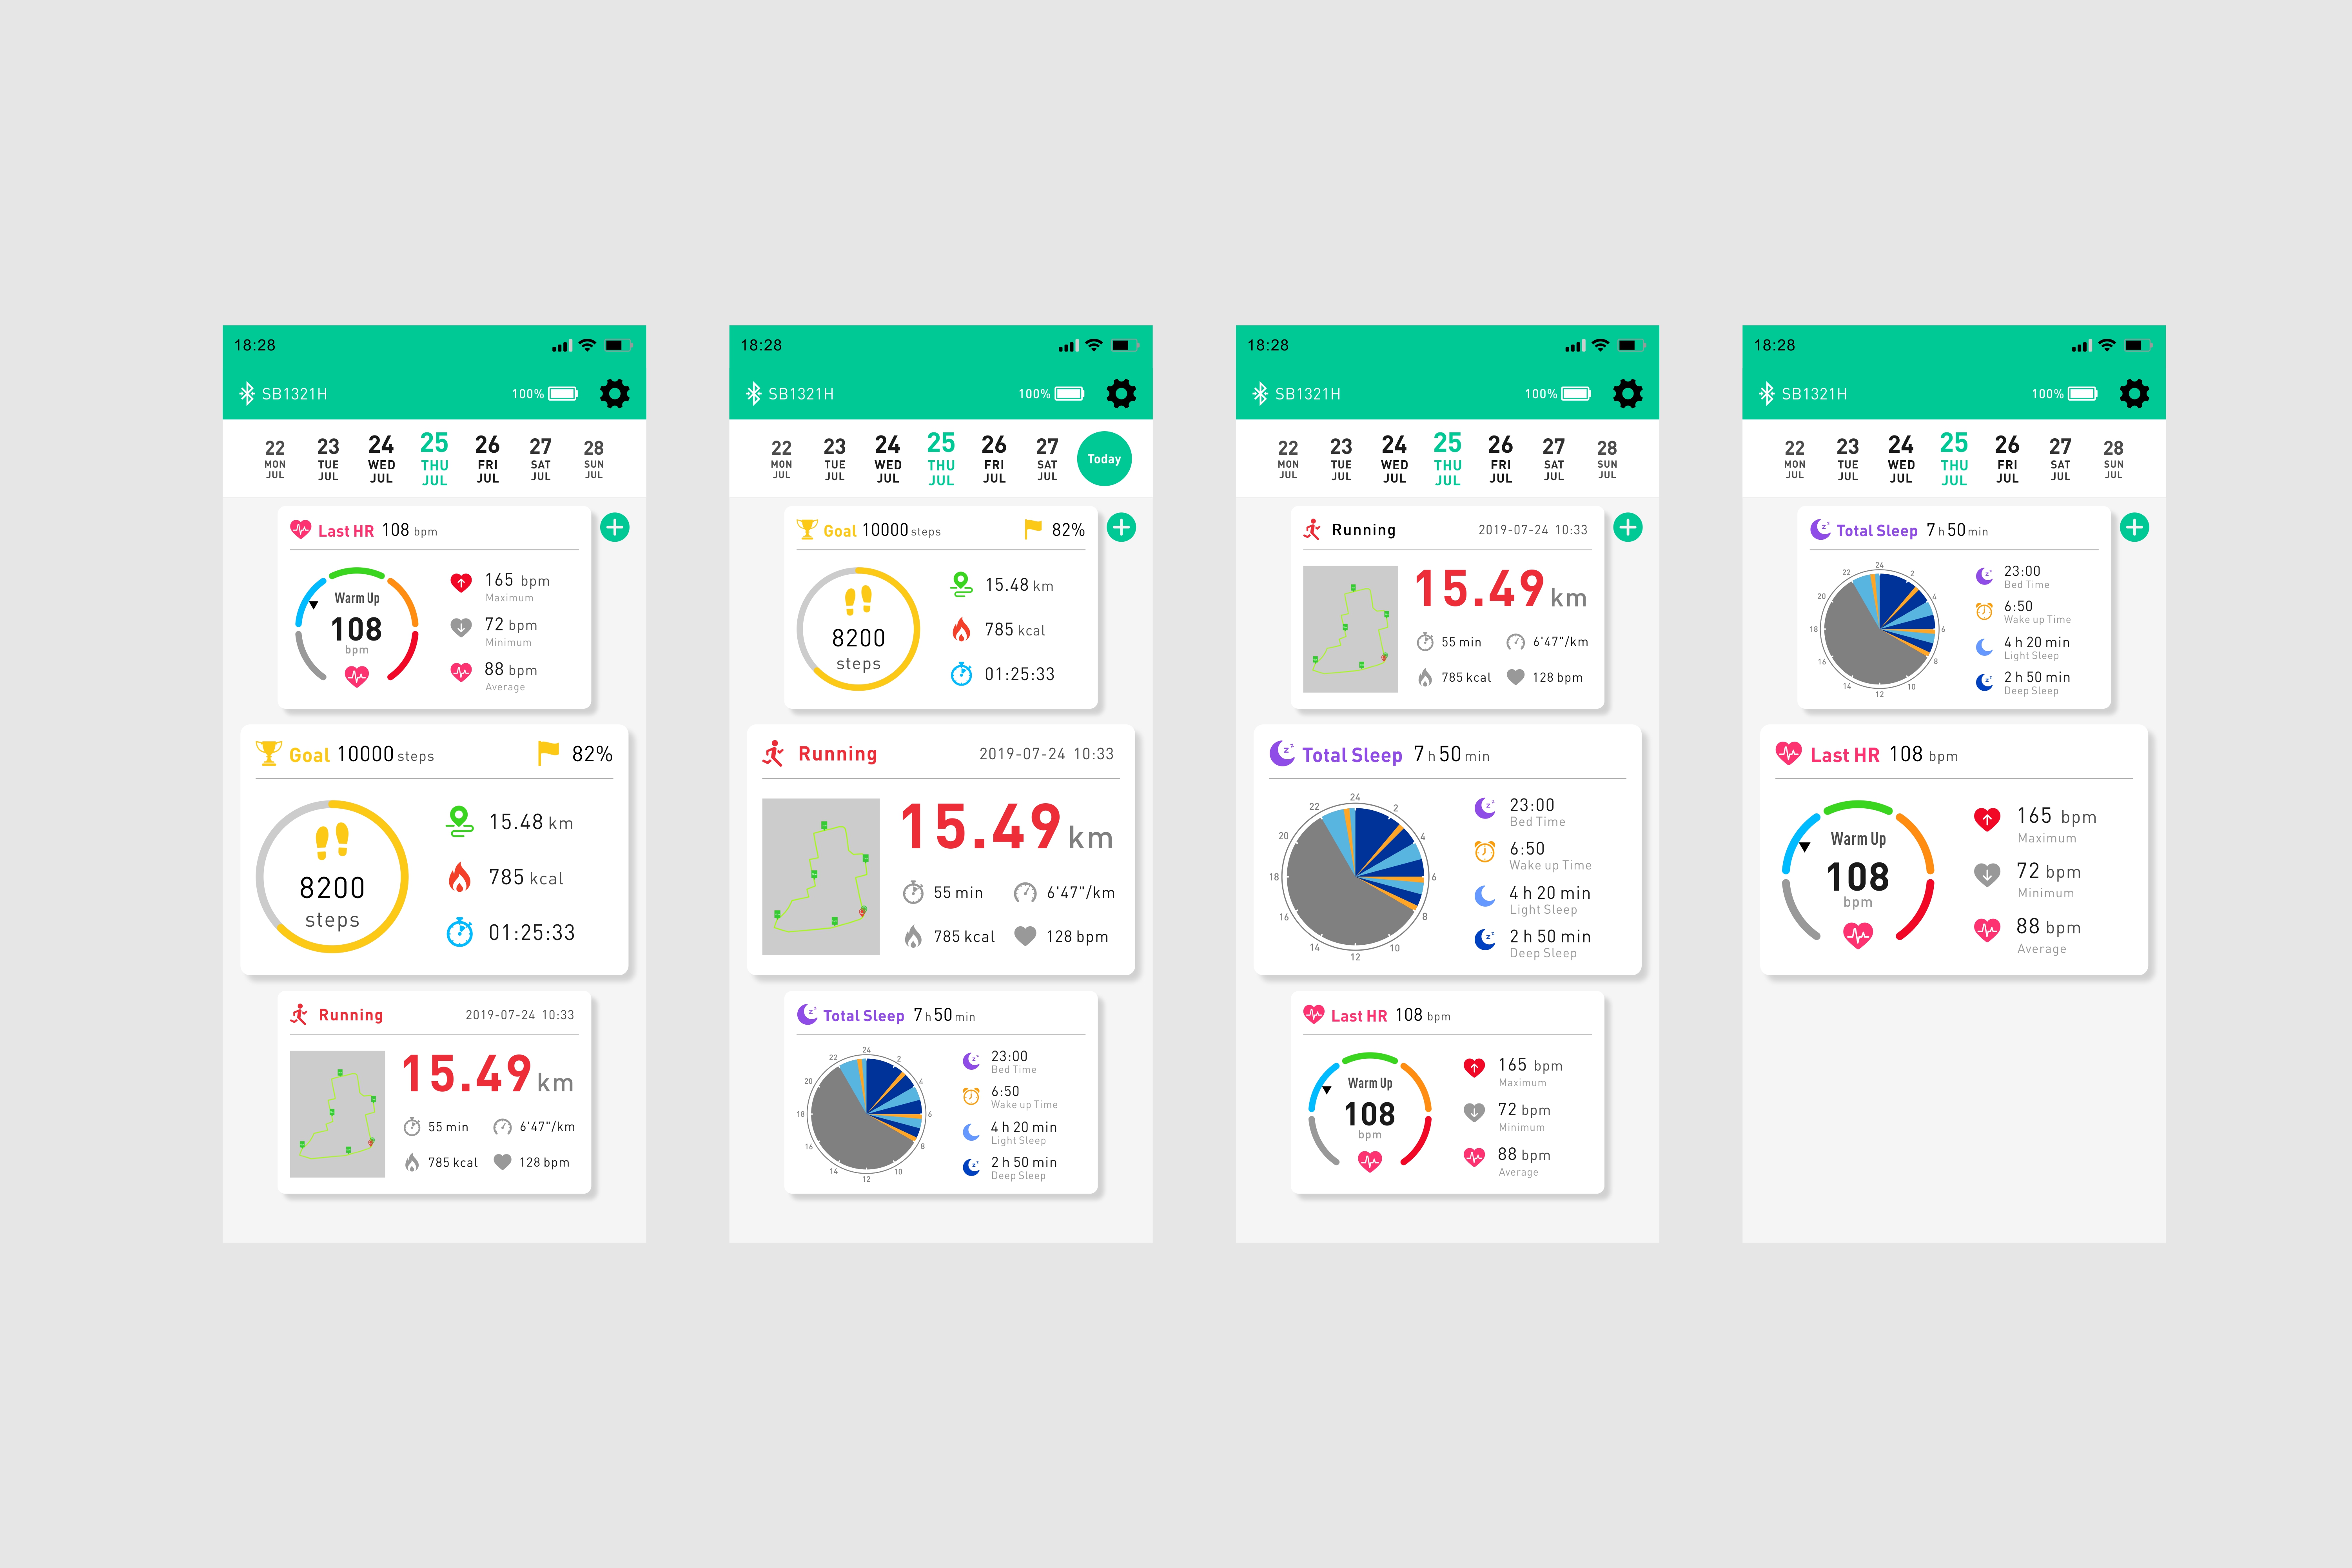 18:28
SB1321H 100%
22 23 24 25 26 27 28
MON TUE WED THU FRI SAT SUN
JUL JUL JUL JUL JUL JUL JUL
Last HR 108 bpm
Warm Up
108
bpm
165 bpm
Maximum
72 bpm
Minimum
88 bpm
Average
Goal 10000 steps 82%
8200
steps
15.48 km
785 kcal
01:25:33
Running 2019-07-24 10:33
15.49 km
55 min 6'47"/km
785 kcal 128 bpm
18:28
SB1321H 100%
22 23 24 25 26 27
MON TUE WED THU FRI SAT
JUL JUL JUL JUL JUL JUL
Today
Goal 10000 steps 82%
8200
steps
15.48 km
785 kcal
01:25:33
Running 2019-07-24 10:33
15.49 km
55 min 6'47"/km
785 kcal 128 bpm
Total Sleep 7 h 50 min
24
2
4
6
8
10
12
14
16
18
20
22
23:00
Bed Time
6:50
Wake up Time
4 h 20 min
Light Sleep
2 h 50 min
Deep Sleep
18:28
SB1321H 100%
22 23 24 25 26 27 28
MON TUE WED THU FRI SAT SUN
JUL JUL JUL JUL JUL JUL JUL
Running 2019-07-24 10:33
15.49 km
55 min 6'47"/km
785 kcal 128 bpm
Total Sleep 7 h 50 min
24
2
4
6
8
10
12
14
16
18
20
22
23:00
Bed Time
6:50
Wake up Time
4 h 20 min
Light Sleep
2 h 50 min
Deep Sleep
Last HR 108 bpm
Warm Up
108
bpm
165 bpm
Maximum
72 bpm
Minimum
88 bpm
Average
18:28
SB1321H 100%
22 23 24 25 26 27 28
MON TUE WED THU FRI SAT SUN
JUL JUL JUL JUL JUL JUL JUL
Total Sleep 7 h 50 min
24
2
4
6
8
10
12
14
16
18
20
22
23:00
Bed Time
6:50
Wake up Time
4 h 20 min
Light Sleep
2 h 50 min
Deep Sleep
Last HR 108 bpm
Warm Up
108
bpm
165 bpm
Maximum
72 bpm
Minimum
88 bpm
Average